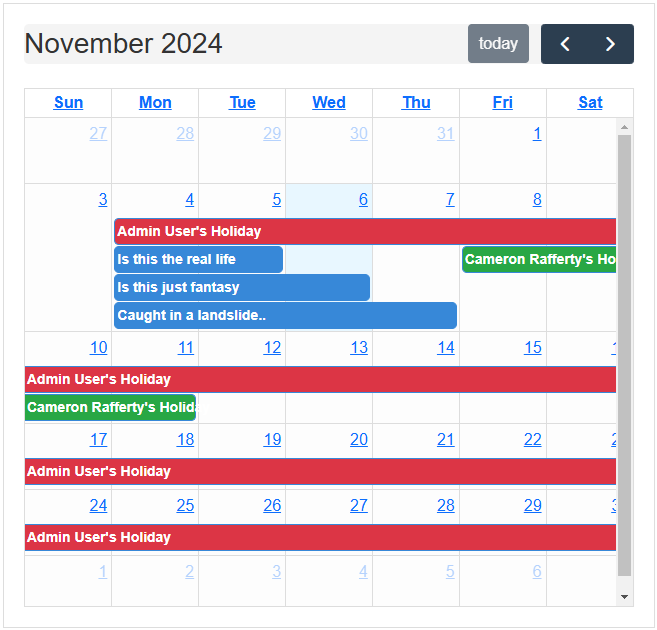 November 2024 today
Sun Mon Tue Wed Thu Fri Sat
27 28 29 30 31 1
3 4 5 6 7 8
Admin User's Holiday
Is this the real life Cameron Rafferty's Ho
Is this just fantasy
Caught in a landslide..
10 11 12 13 14 15
Admin User's Holiday
Cameron Rafferty's Holid
17 18 19 20 21 22
Admin User's Holiday
24 25 26 27 28 29
Admin User's Holiday
1 2 3 4 5 6